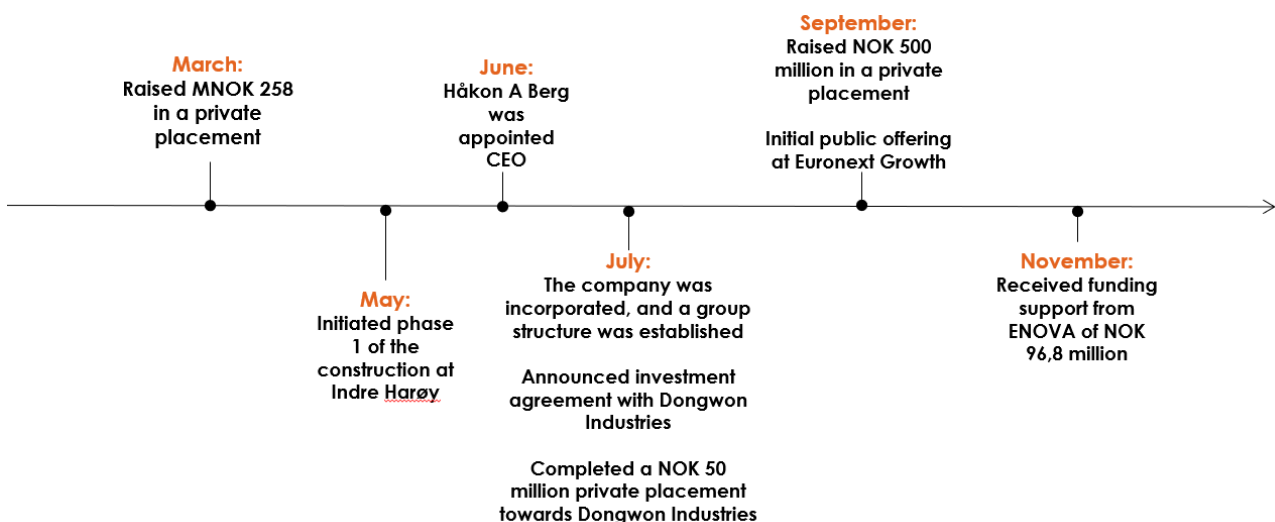 March:
Raised MNOK 258
in a private
placement
May:
Initiated phase
1 of the
construction at
Indre Harøy
June:
Håkon A Berg
was
appointed
CEO
July:
The company was
incorporated, and a group
structure was established
Announced investment
agreement with Dongwon
Industries
Completed a NOK 50
million private placement
towards Dongwon Industries
September:
Raised NOK 500
million in a private
placement
Initial public offering
at Euronext Growth
November:
Received funding
support from
ENOVA of NOK
96,8 million